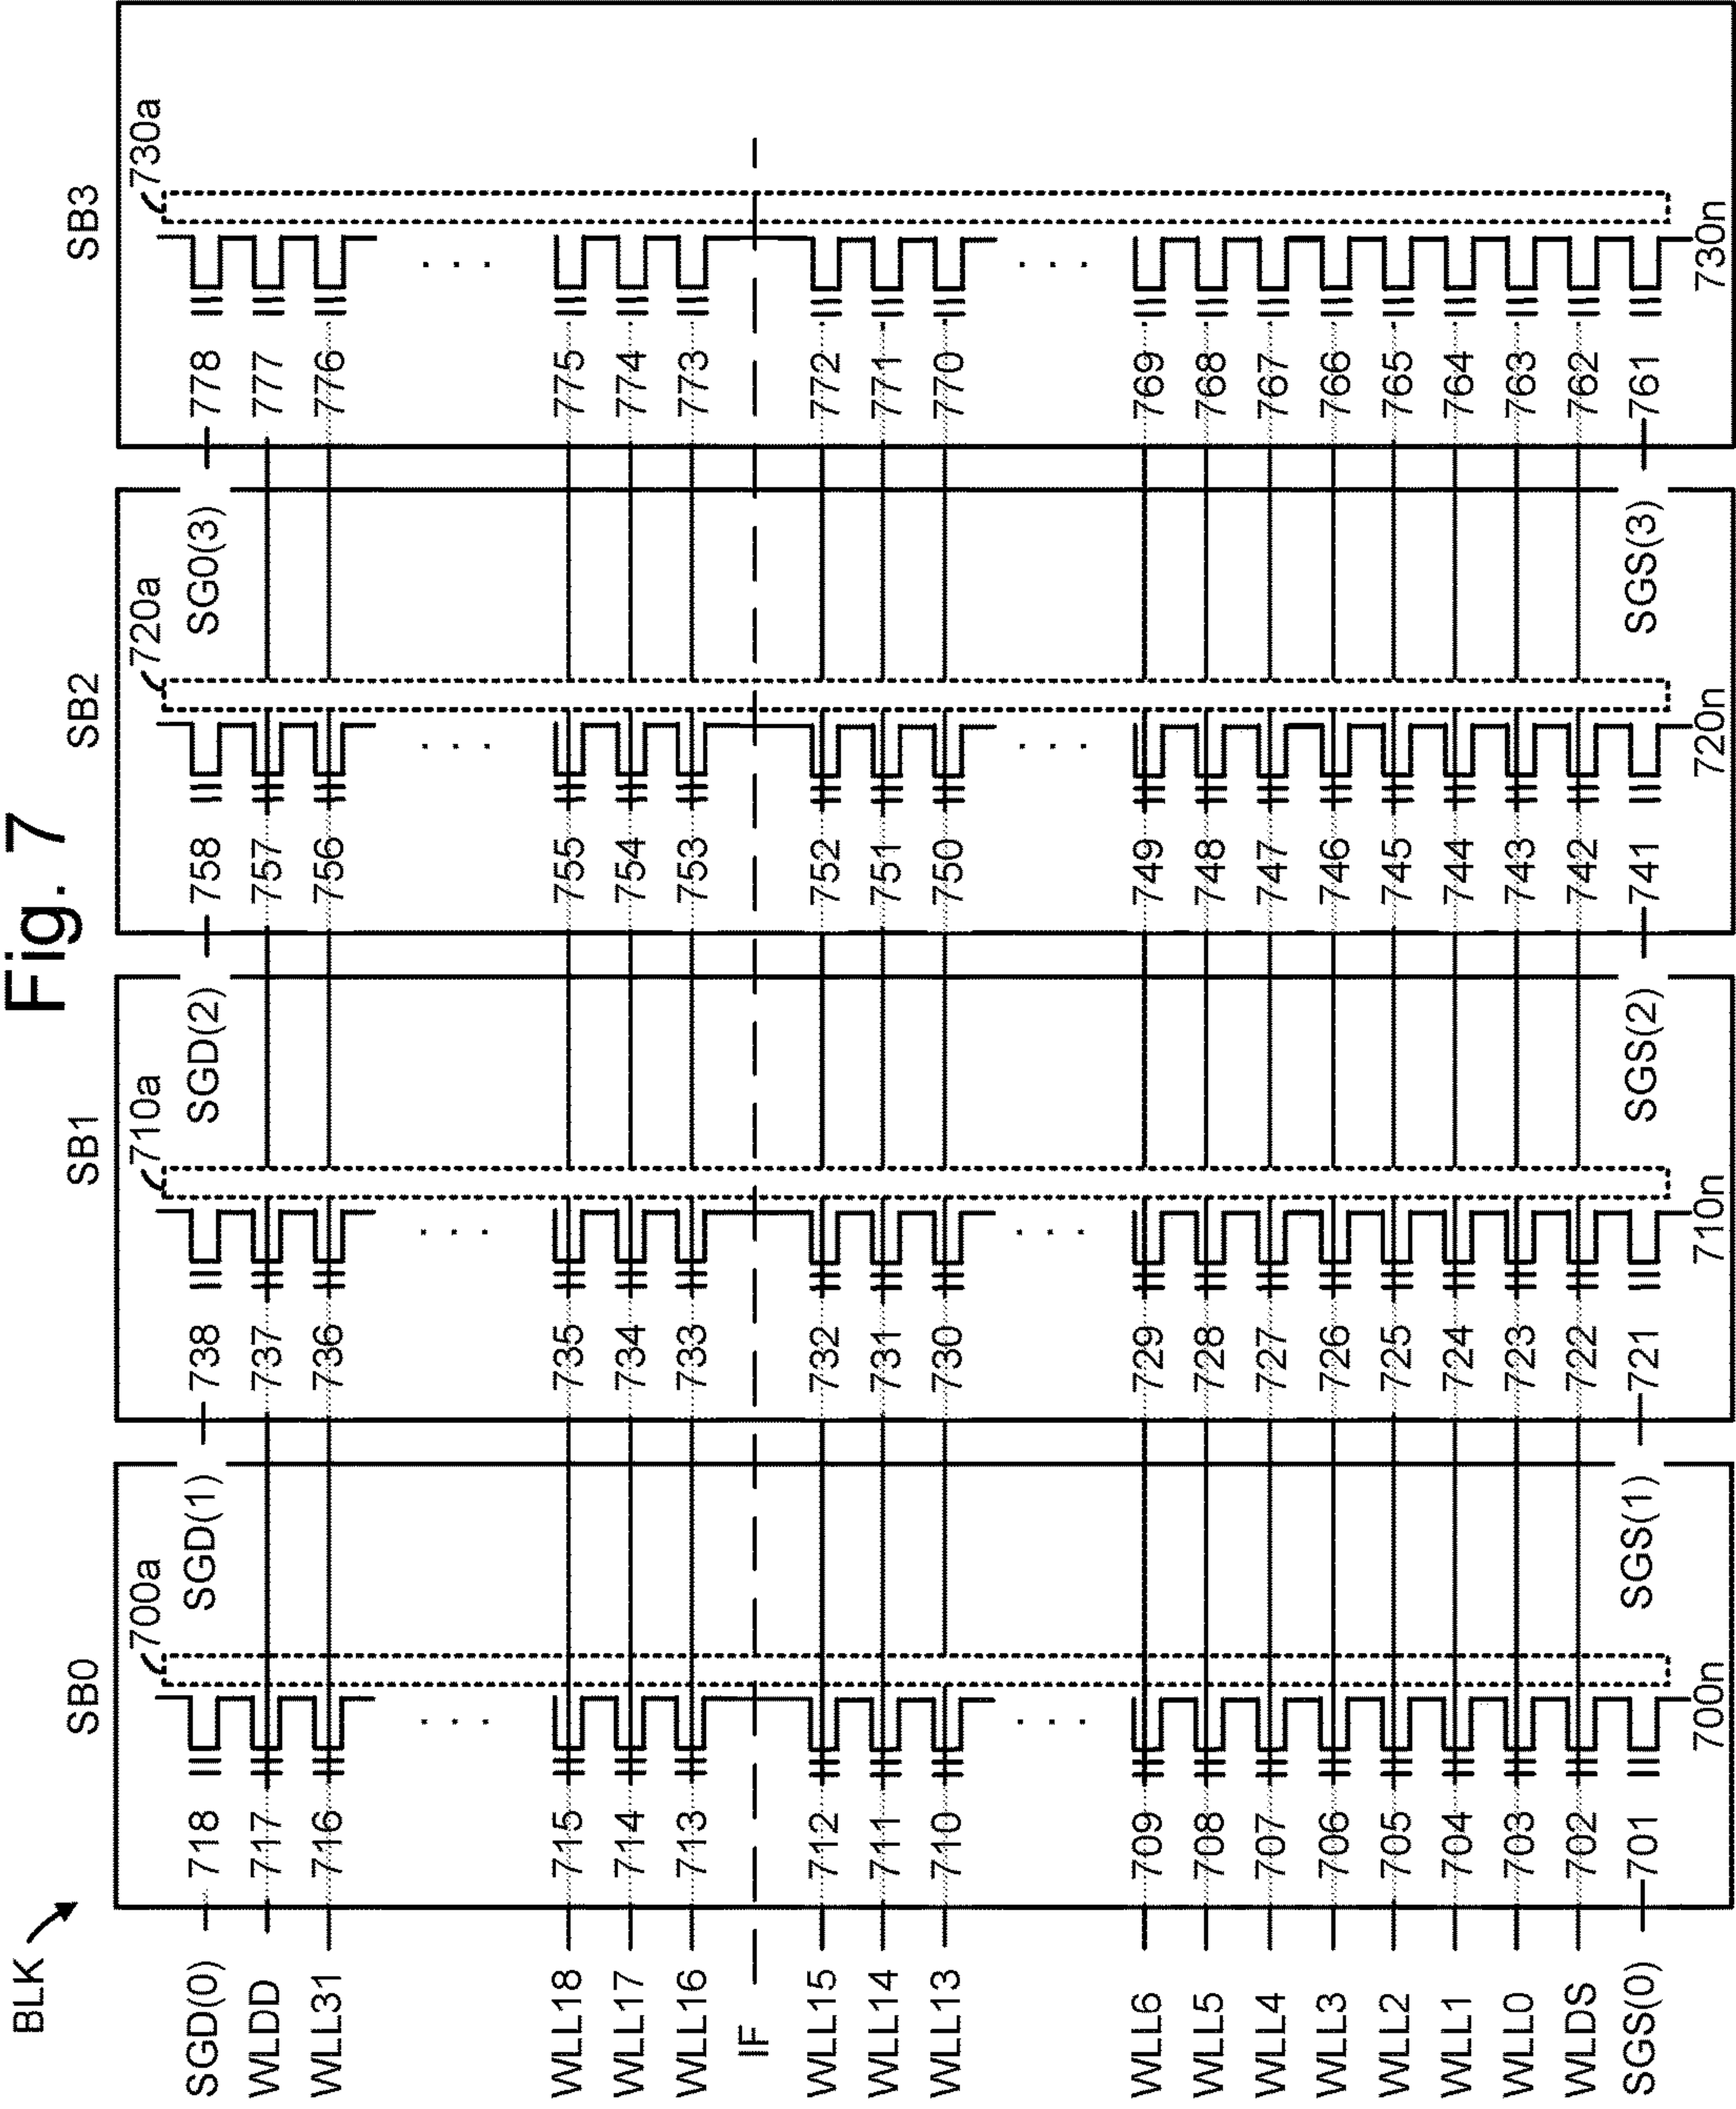 Fig. 7
BLK
SB0
SB1
SB2
SB3
700a
710a
720a
730a
SGD(0)
718
SGD(1)
738
SGD(2)
758
SG0(3)
778
WLDD
717
737
757
777
WLL31
716
736
756
776
. . .
. . .
. . .
. . .
WLL18
715
735
755
775
WLL17
714
734
754
774
WLL16
713
733
753
773
IF
WLL15
712
732
752
772
WLL14
711
731
751
771
WLL13
710
730
750
770
. . .
. . .
. . .
WLL6
709
729
749
769
WLL5
708
728
748
768
WLL4
707
727
747
767
WLL3
706
726
746
766
WLL2
705
725
745
765
WLL1
704
724
744
764
WLL0
703
723
743
763
WLDS
702
722
742
762
SGS(0)
701
SGS(1)
721
SGS(2)
741
SGS(3)
761
700n
710n
720n
730n